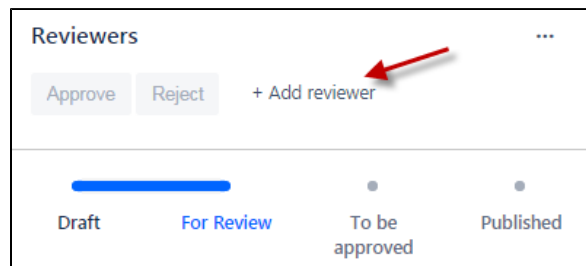 Reviewers
...
Approve Reject + Add reviewer
Draft For Review To be approved Published